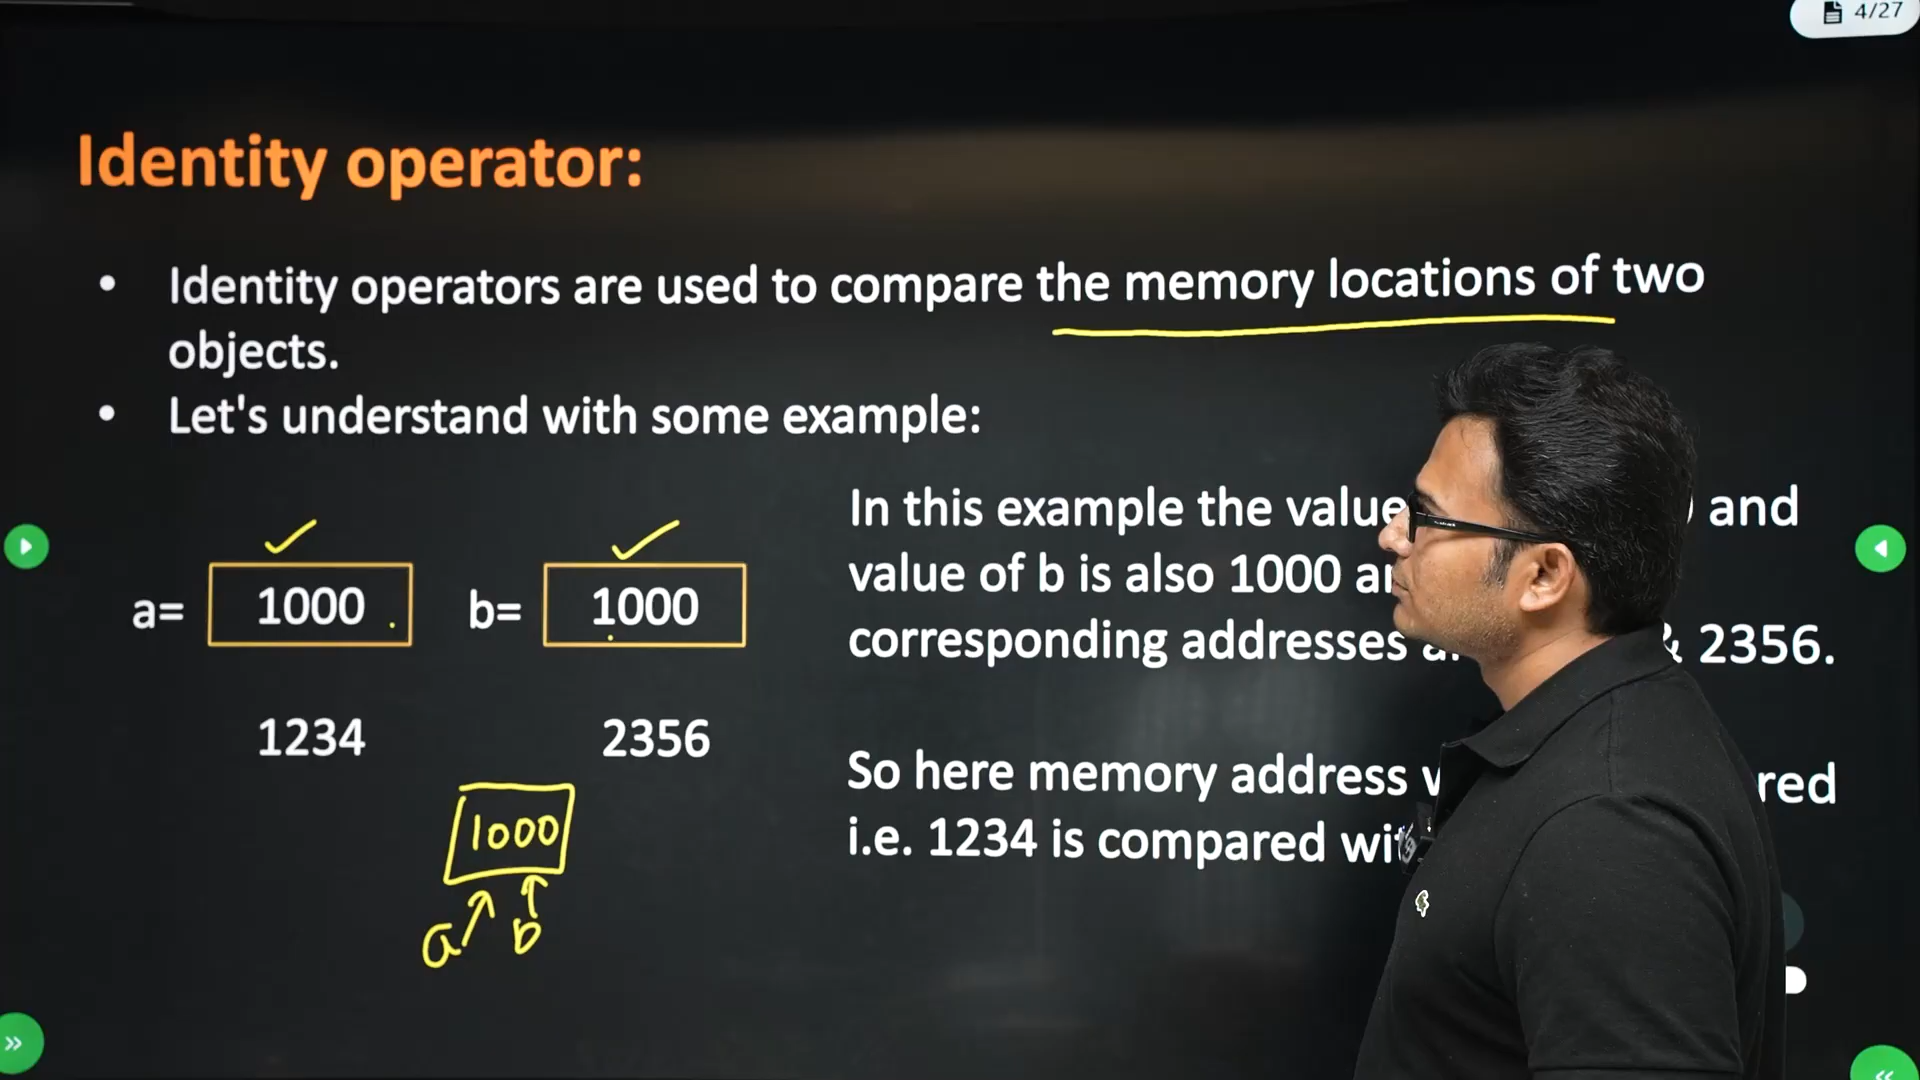 4/27
Identity operator:
• Identity operators are used to compare the memory locations of two
objects.
• Let's understand with some example:
a= 1000 b= 1000
1234 2356
1000
a b
In this example the value and
value of b is also 1000
corresponding addresses & 2356.
So here memory address
i.e. 1234 is compared